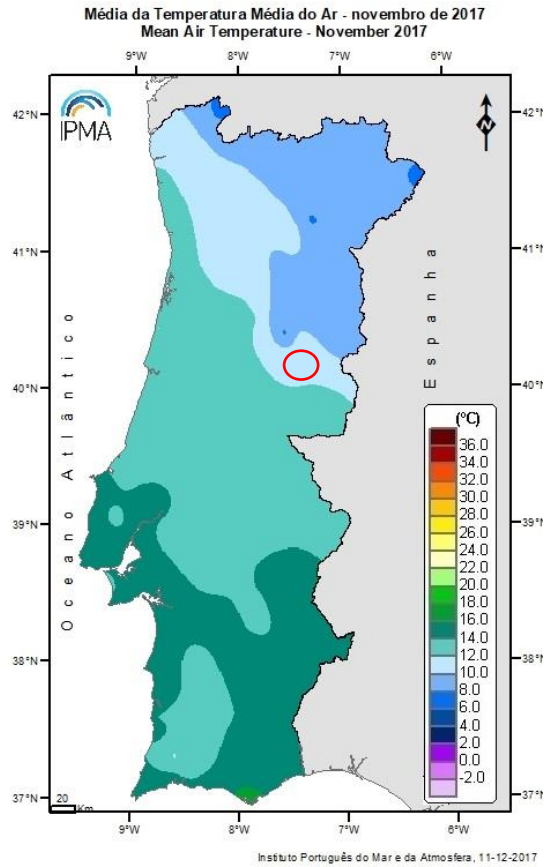 Média da Temperatura Média do Ar - novembro de 2017
Mean Air Temperature - November 2017
9°W 8°W 7°W 6°W
42°N 42°N
IPMA
N
41°N 41°N
Oceano Atlântico
Espanha
40°N 40°N
(°C)
36.0
34.0
32.0
30.0
28.0
26.0
24.0
22.0
20.0
18.0
16.0
14.0
12.0
10.0
8.0
6.0
4.0
2.0
0.0
-2.0
39°N 39°N
38°N 38°N
37°N 37°N
20
Km
9°W 8°W 7°W 6°W
Instituto Português do Mar e da Atmosfera, 11-12-2017